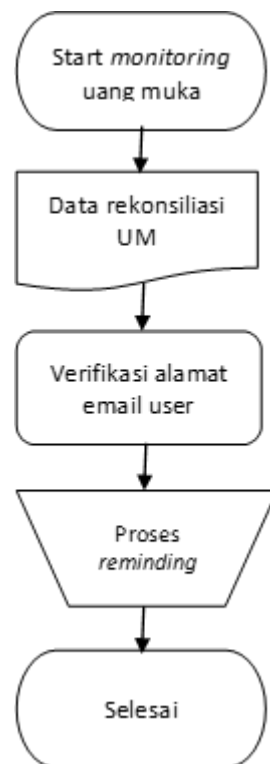 Start monitoring
uang muka
Data rekonsiliasi
UM
Verifikasi alamat
email user
Proses
reminding
Selesai